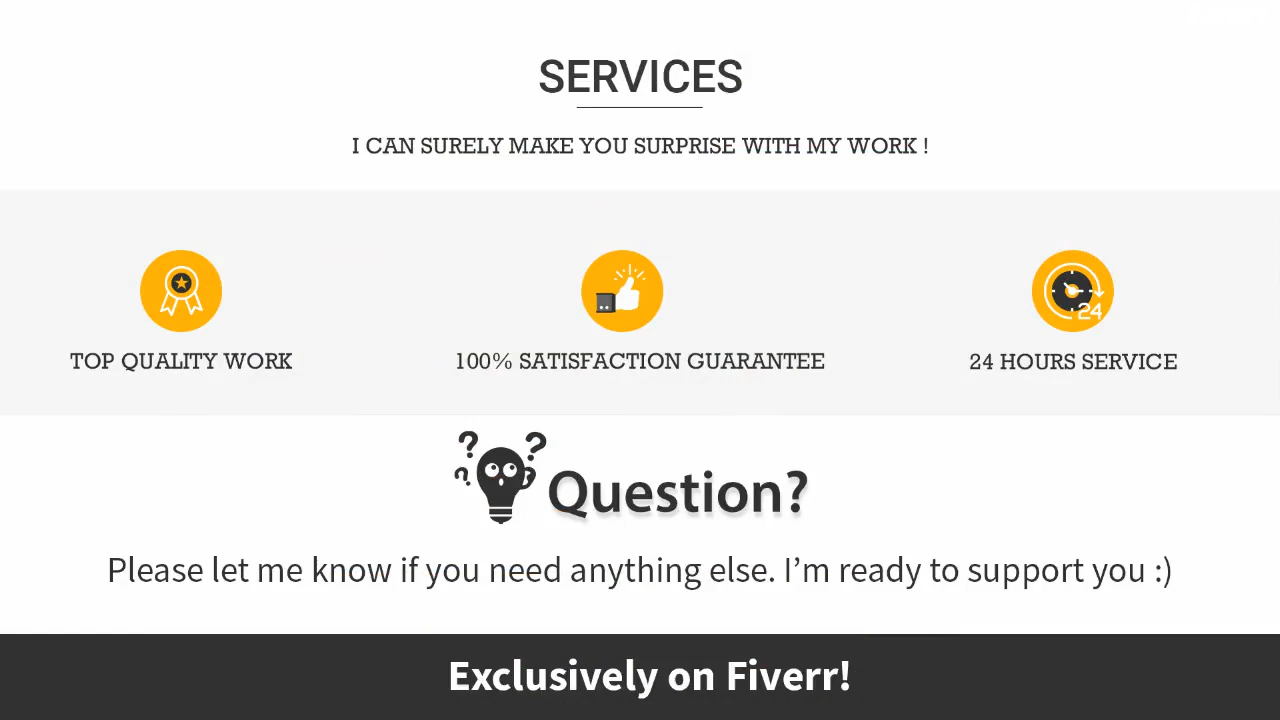 SERVICES
I CAN SURELY MAKE YOU SURPRISE WITH MY WORK !
24
TOP QUALITY WORK
100% SATISFACTION GUARANTEE
24 HOURS SERVICE
? ?
? ?
Question?
Please let me know if you need anything else. I’m ready to support you :)
Exclusively on Fiverr!